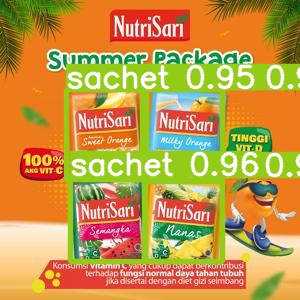 NutriSari
Summer Package
sachet 0.95 0.9
NutriSari
Sweet Orange
NutriSari
Milky Orange
100%
AKG VIT-C
TINGGI
VIT-D
sachet 0.96 0.9
NutriSari
Semangka
NutriSari
Nanas
Konsumsi Vitamin C yang cukup dapat berkontribusi
terhadap fungsi normal daya tahan tubuh
jika disertai dengan diet gizi seimbang